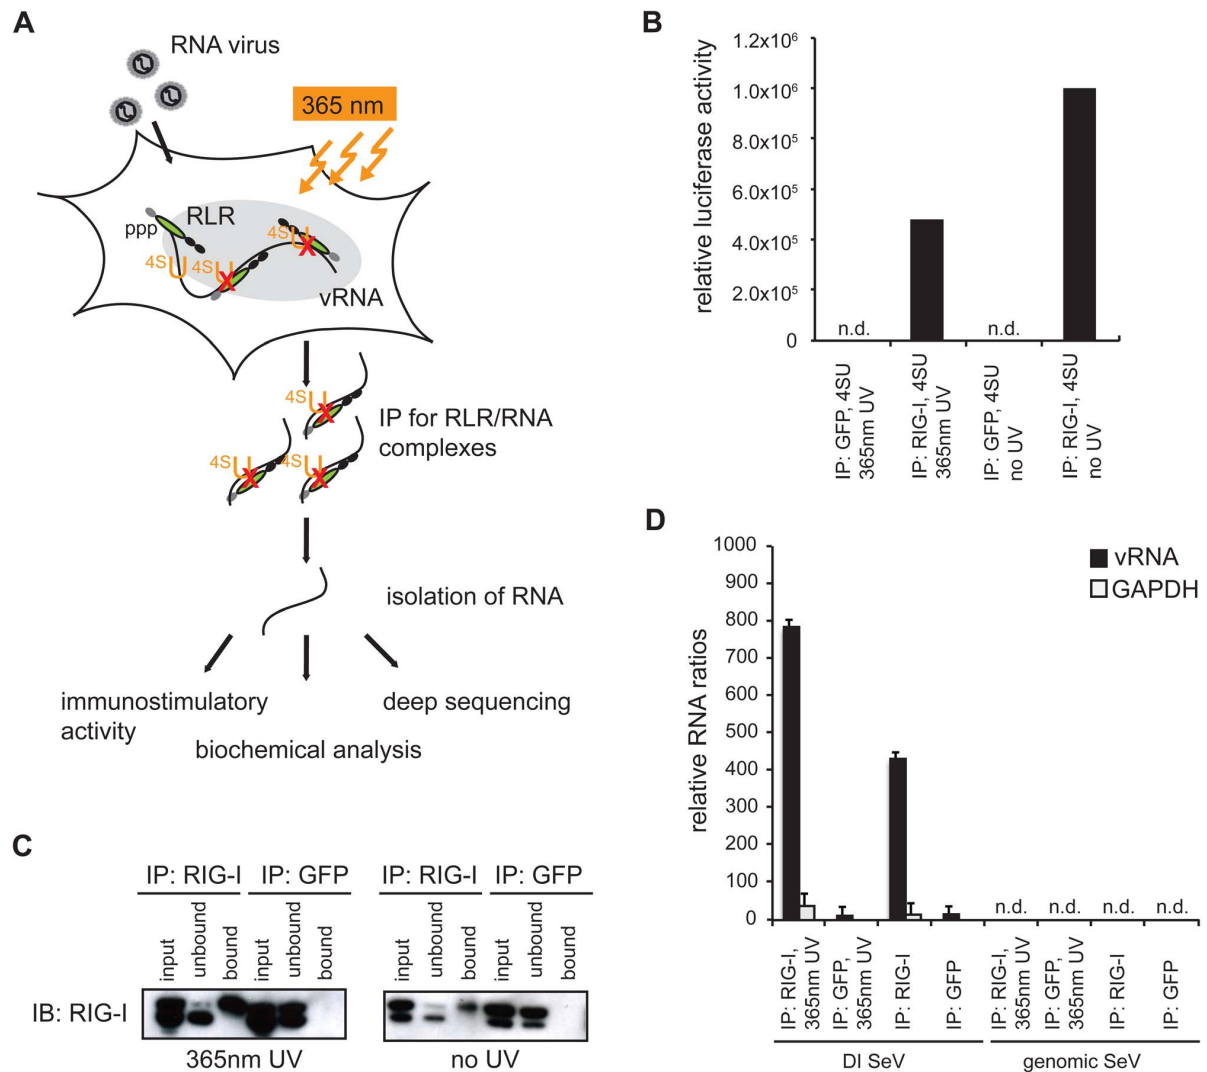 A
RNA virus
365 nm
RLR
ppp
4SU
4SU
4SU
vRNA
4SU
IP for RLR/RNA
complexes
4SU
4SU
isolation of RNA
immunostimulatory
activity
deep sequencing
biochemical analysis
B
relative luciferase activity
1.2x10⁶
1.0x10⁶
8.0x10⁵
6.0x10⁵
4.0x10⁵
2.0x10⁵
0
n.d.
n.d.
IP: GFP, 4SU
365nm UV
IP: RIG-I, 4SU
365nm UV
IP: GFP, 4SU
no UV
IP: RIG-I, 4SU
no UV
C
IP: RIG-I
IP: GFP
IP: RIG-I
IP: GFP
input
unbound
bound
input
unbound
bound
input
unbound
bound
input
unbound
bound
IB: RIG-I
365nm UV
no UV
D
relative RNA ratios
1000
900
800
700
600
500
400
300
200
100
0
vRNA
GAPDH
n.d.
n.d.
n.d.
n.d.
IP: RIG-I,
365nm UV
IP: GFP,
365nm UV
IP: RIG-I
IP: GFP
IP: RIG-I,
365nm UV
IP: GFP,
365nm UV
IP: RIG-I
IP: GFP
DI SeV
genomic SeV